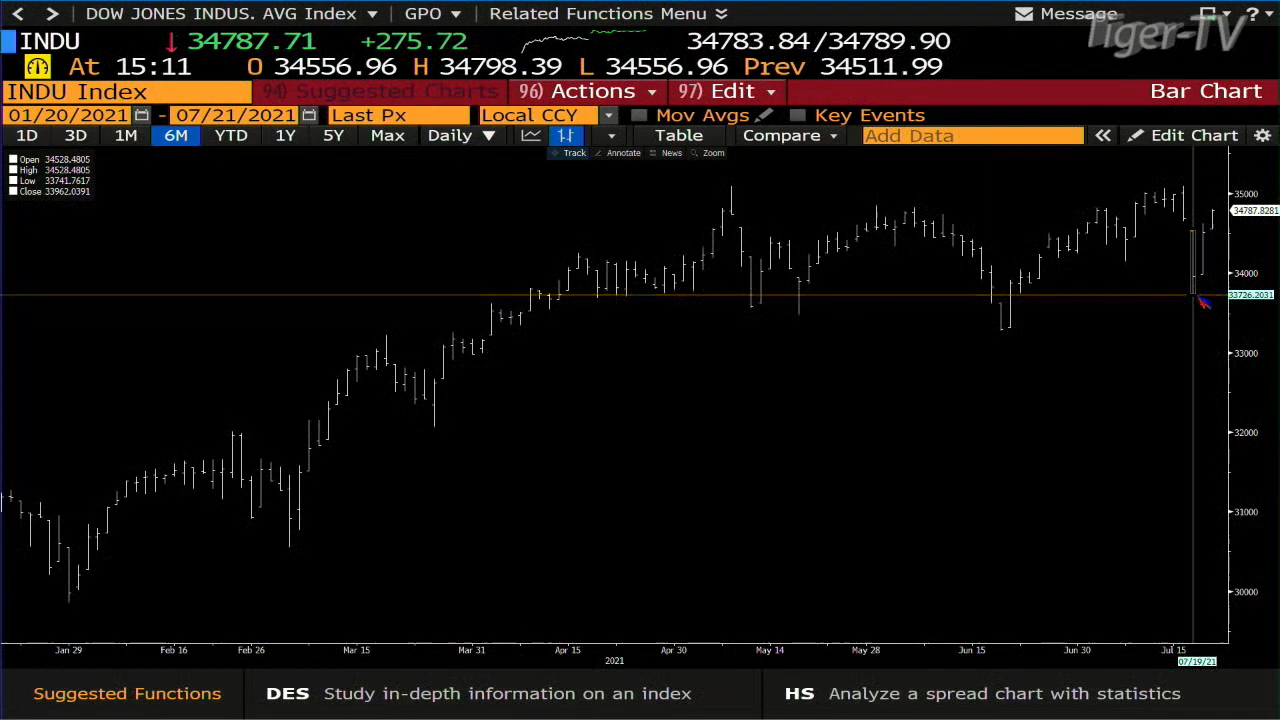 DOW JONES INDUS. AVG Index GPO Related Functions Menu Message ?
Tiger-TV
INDU 34787.71 +275.72 34783.84/34789.90
At 15:11 O 34556.96 H 34798.39 L 34556.96 Prev 34511.99
INDU Index 94) Suggested Charts 96) Actions 97) Edit Bar Chart
01/20/2021 - 07/21/2021 Last Px Local CCY Mov Avgs Key Events
1D 3D 1M 6M YTD 1Y 5Y Max Daily Table Compare Add Data Edit Chart
Track Annotate News Zoom
Open 34528.4805
High 34528.4805
Low 33741.7617
Close 33962.0391
35000
34787.8281
34000
33726.2031
33000
32000
31000
30000
Jan 29 Feb 16 Feb 26 Mar 15 Mar 31 Apr 15 Apr 30 May 14 May 28 Jun 15 Jun 30 Jul 15
2021 07/19/21
Suggested Functions DES Study in-depth information on an index HS Analyze a spread chart with statistics